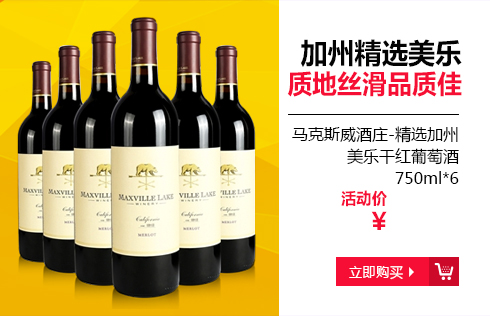 加州精选美乐
质地丝滑品质佳
马克斯威酒庄-精选加州
美乐干红葡萄酒
750ml*6
活动价
¥
立即购买
MAXVILLE LAKE
WINERY
California
MERLOT